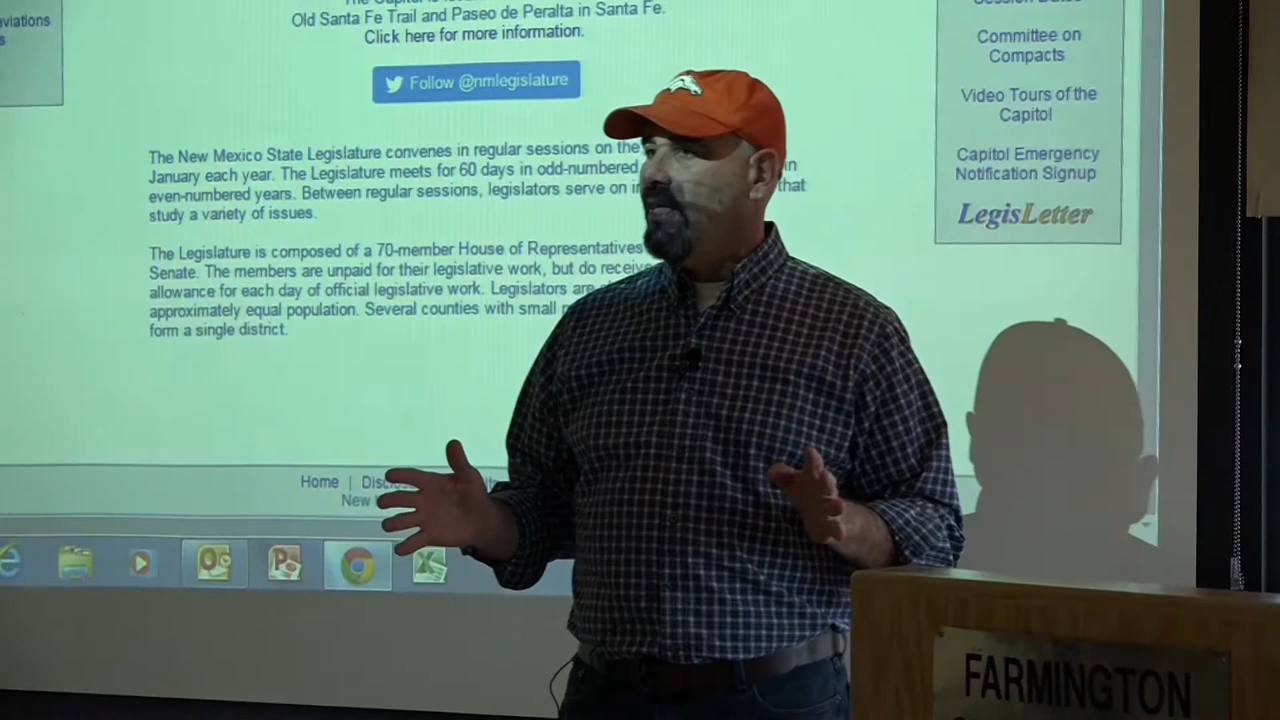 eviations
s
Old Santa Fe Trail and Paseo de Peralta in Santa Fe.
Click here for more information.
Follow @nmlegislature
The New Mexico State Legislature convenes in regular sessions on the
January each year. The Legislature meets for 60 days in odd-numbered in
even-numbered years. Between regular sessions, legislators serve on that
study a variety of issues.
The Legislature is composed of a 70-member House of Representatives
Senate. The members are unpaid for their legislative work, but do receive
allowance for each day of official legislative work. Legislators are
approximately equal population. Several counties with small
form a single district.
Committee on
Compacts
Video Tours of the
Capitol
Capitol Emergency
Notification Signup
LegisLetter
Home |
New
FARMINGTON